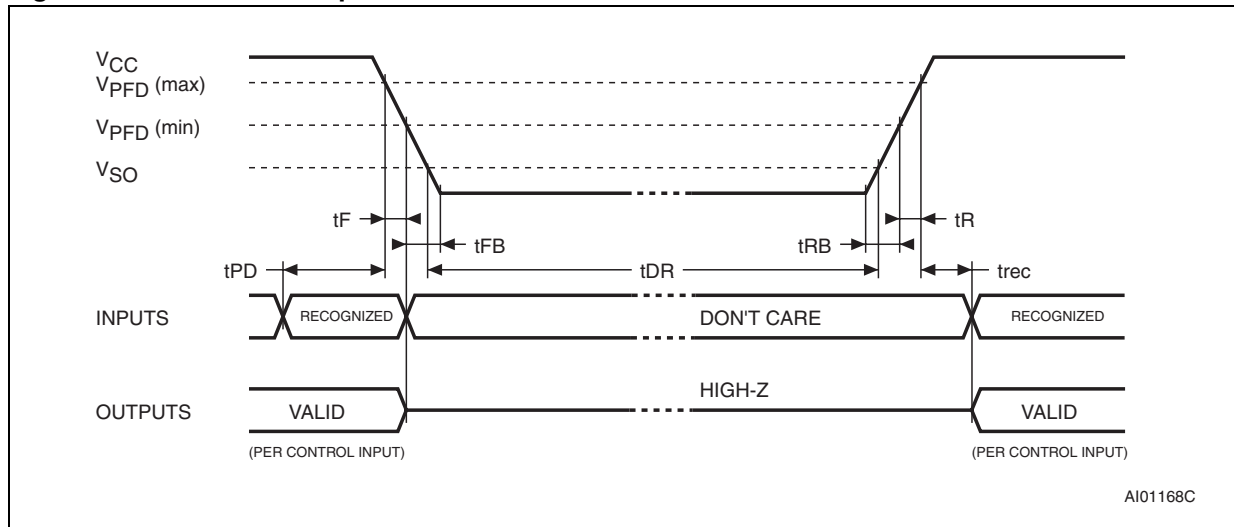 VCC
VPFD (max)
VPFD (min)
VSO
tF
tR
tFB
tRB
tPD
tDR
trec
INPUTS
RECOGNIZED
DON'T CARE
RECOGNIZED
HIGH-Z
OUTPUTS
VALID
VALID
(PER CONTROL INPUT)
(PER CONTROL INPUT)
AI01168C